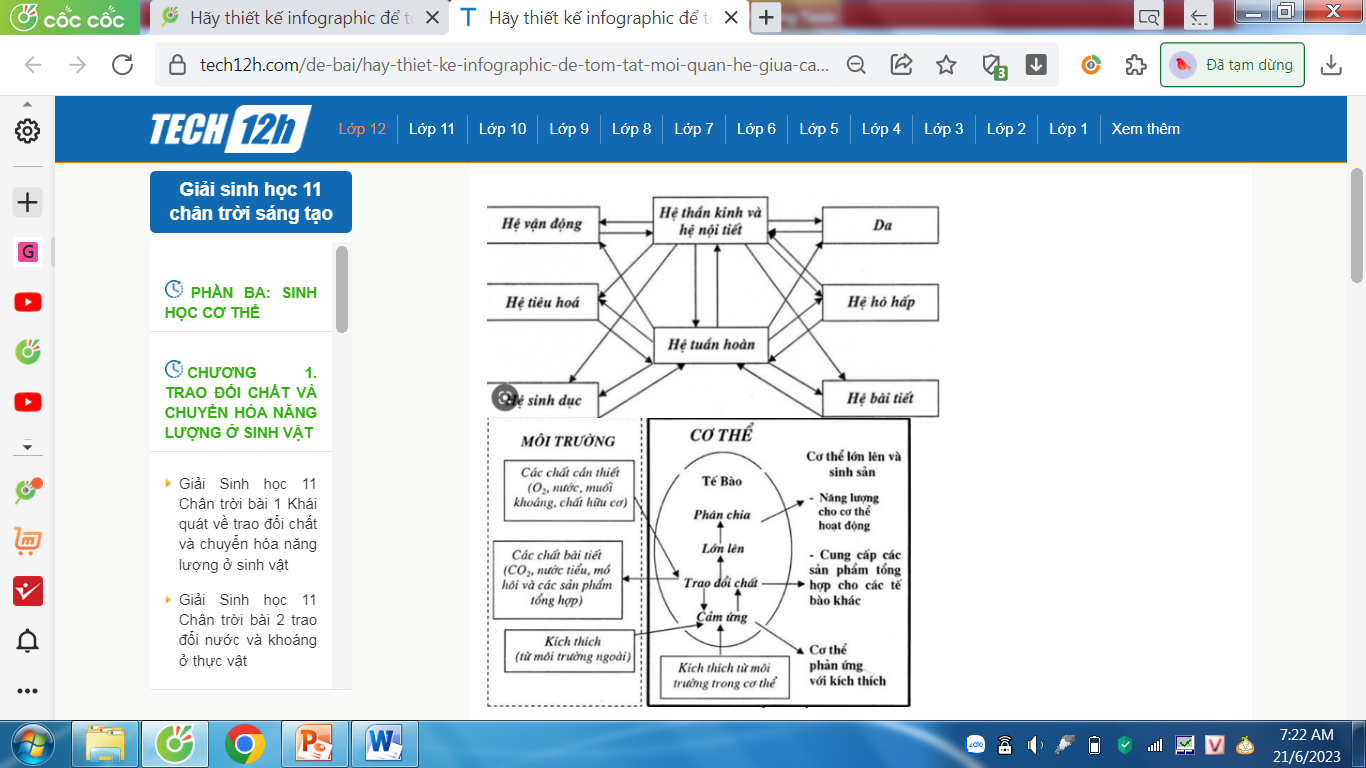 cốc cốc
Hãy thiết kế infographic để tó
Hãy thiết kế infographic để tó
tech12h.com/de-bai/hay-thiet-ke-infographic-de-tom-tat-moi-quan-he-giua-ca...
3
Đã tạm dừng
TECH 12h
Lớp 12
Lớp 11
Lớp 10
Lớp 9
Lớp 8
Lớp 7
Lớp 6
Lớp 5
Lớp 4
Lớp 3
Lớp 2
Lớp 1
Xem thêm
Giải sinh học 11
chân trời sáng tạo
PHẦN BA: SINH
HỌC CƠ THỂ
CHƯƠNG 1.
TRAO ĐỔI CHẤT VÀ
CHUYỂN HÓA NĂNG
LƯỢNG Ở SINH VẬT
Giải Sinh học 11
Chân trời bài 1 Khái
quát về trao đổi chất
và chuyển hóa năng
lượng ở sinh vật
Giải Sinh học 11
Chân trời bài 2 trao
đổi nước và khoáng
ở thực vật
Hệ vận động
Hệ thần kinh và
hệ nội tiết
Da
Hệ tiêu hoá
Hệ hô hấp
Hệ tuần hoàn
Hệ sinh dục
Hệ bài tiết
MÔI TRƯỜNG
Các chất cần thiết
(O₂, nước, muối
khoáng, chất hữu cơ)
Các chất bài tiết
(CO₂, nước tiểu, mồ
hôi và các sản phẩm
tổng hợp)
Kích thích
(từ môi trường ngoài)
CƠ THỂ
Tế Bào
Phân chia
Lớn lên
Trao đổi chất
Cảm ứng
Kích thích từ môi
trường trong cơ thể
Cơ thể lớn lên và
sinh sản
- Năng lượng
cho cơ thể
hoạt động
- Cung cấp các
sản phẩm tổng
hợp cho các tế
bào khác
Cơ thể
phản ứng
với kích thích
G
P
W
Zalo
V
7:22 AM
21/6/2023